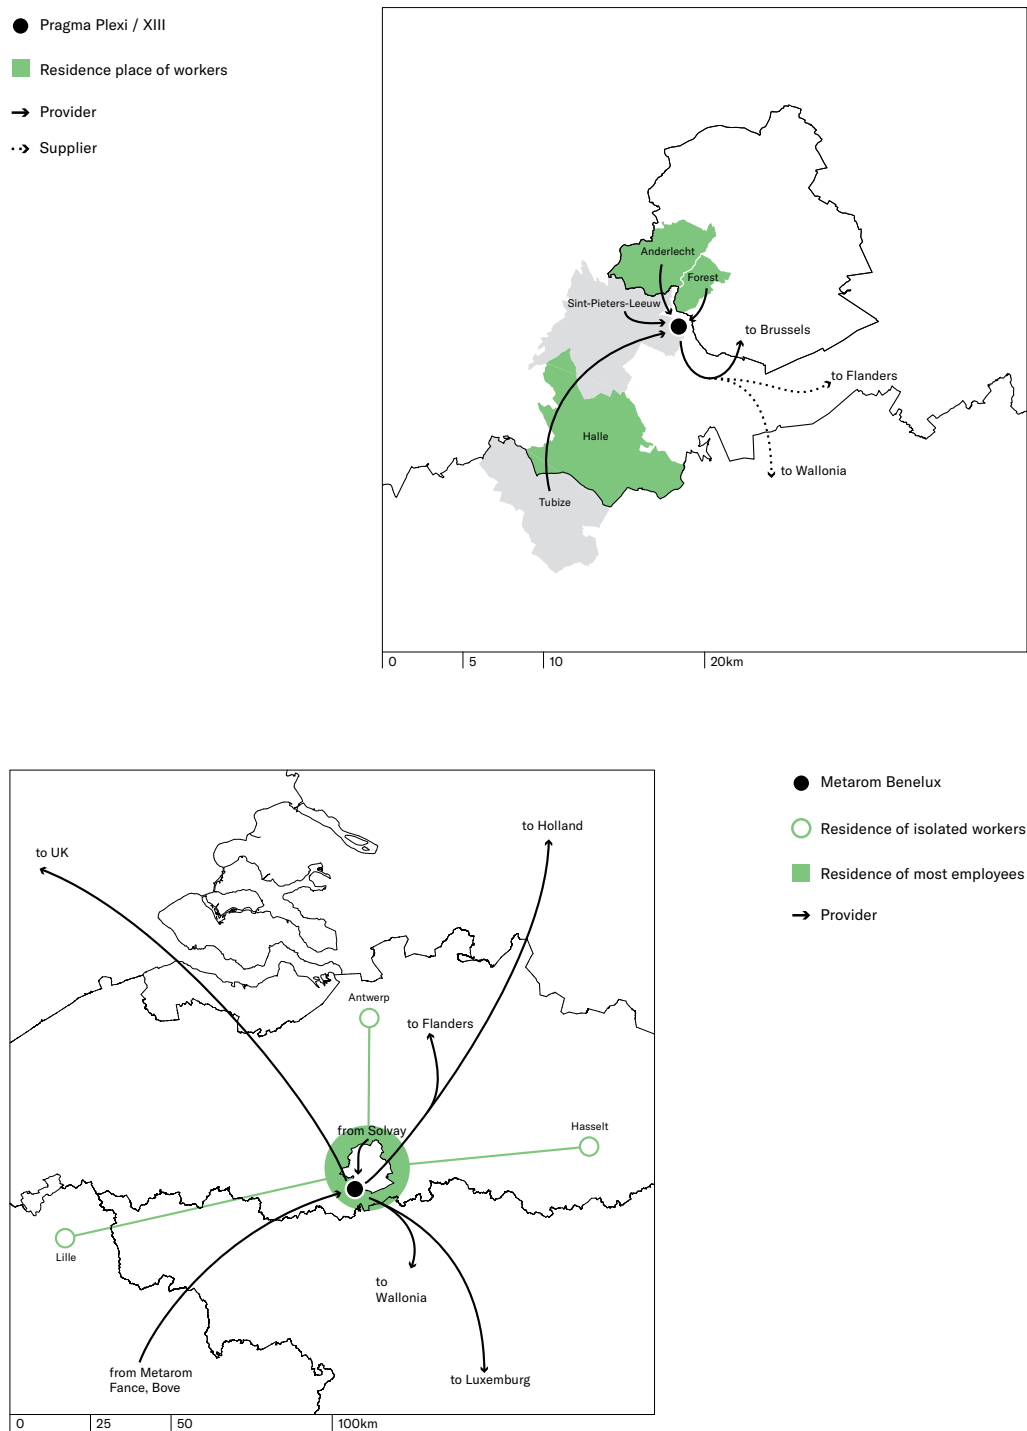 Pragma Plexi / XIII
Residence place of workers
Provider
Supplier
Anderlecht
Forest
Sint-Pieters-Leeuw
to Brussels
to Flanders
Halle
to Wallonia
Tubize
0
5
10
20km
Metarom Benelux
Residence of isolated workers
Residence of most employees
Provider
to Holland
to UK
Antwerp
to Flanders
Hasselt
from Solvay
Lille
to
Wallonia
from Metarom
Fance, Bove
to Luxemburg
0
25
50
100km